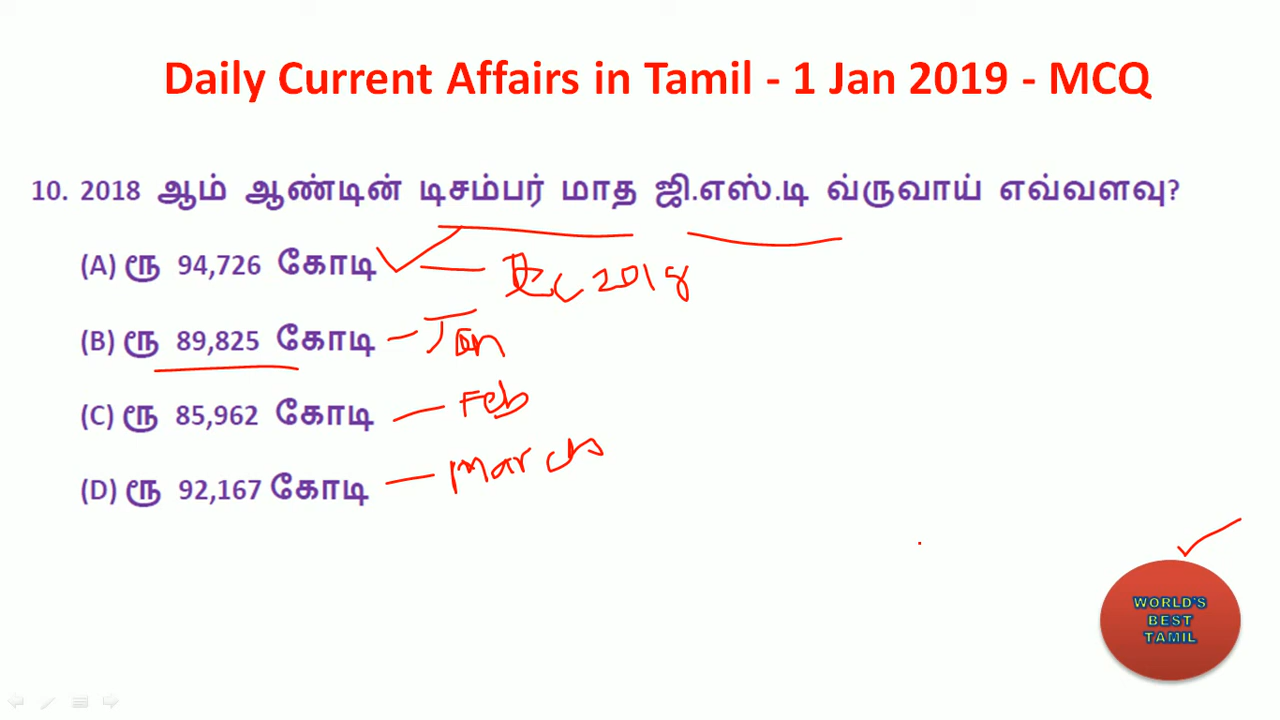 Daily Current Affairs in Tamil - 1 Jan 2019 - MCQ
10. 2018 ஆம் ஆண்டின் டிசம்பர் மாத ஜி.எஸ்.டி வ்ருவாய் எவ்வளவு?
(A) ரூ 94,726 கோடி
Dec 2018
(B) ரூ 89,825 கோடி - Jan
(C) ரூ 85,962 கோடி - Feb
(D) ரூ 92,167 கோடி - March
WORLD'S
BEST
TAMIL